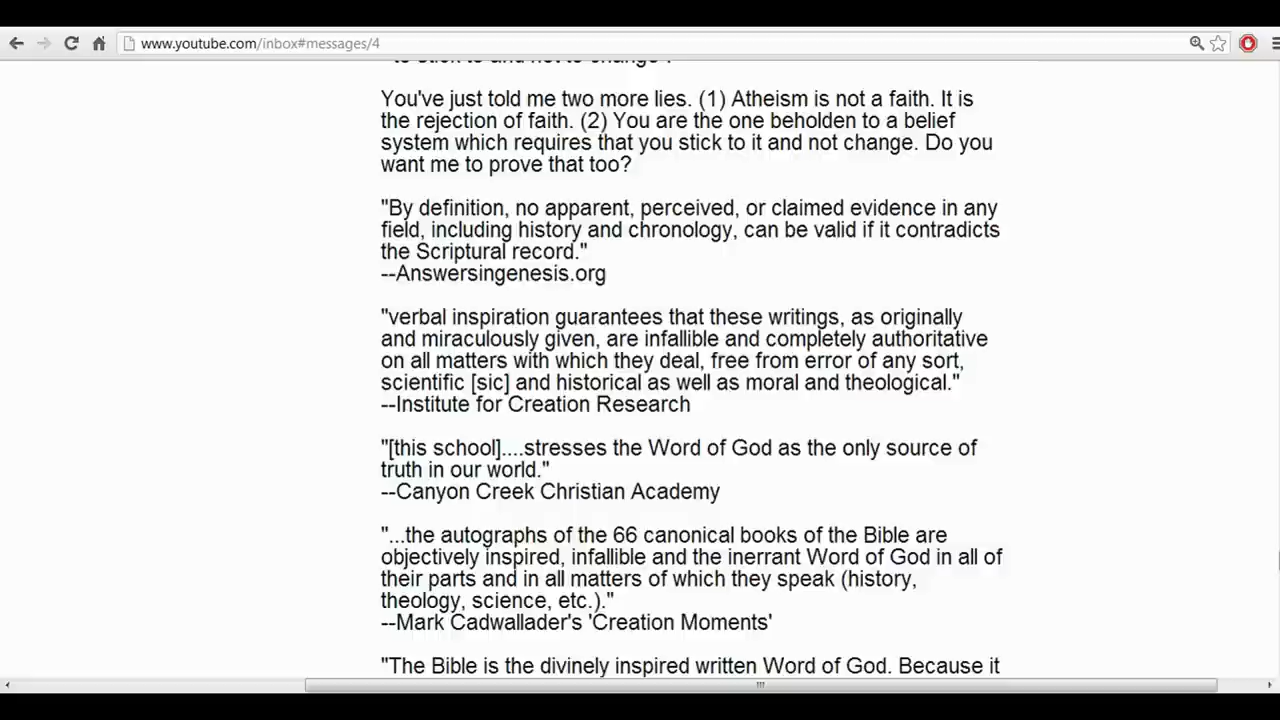 www.youtube.com/inbox#messages/4
to stick to and not to change".
You've just told me two more lies. (1) Atheism is not a faith. It is
the rejection of faith. (2) You are the one beholden to a belief
system which requires that you stick to it and not change. Do you
want me to prove that too?
"By definition, no apparent, perceived, or claimed evidence in any
field, including history and chronology, can be valid if it contradicts
the Scriptural record."
--Answersingenesis.org
"verbal inspiration guarantees that these writings, as originally
and miraculously given, are infallible and completely authoritative
on all matters with which they deal, free from error of any sort,
scientific [sic] and historical as well as moral and theological."
--Institute for Creation Research
"[this school]....stresses the Word of God as the only source of
truth in our world."
--Canyon Creek Christian Academy
"...the autographs of the 66 canonical books of the Bible are
objectively inspired, infallible and the inerrant Word of God in all of
their parts and in all matters of which they speak (history,
theology, science, etc.)."
--Mark Cadwallader's 'Creation Moments'
"The Bible is the divinely inspired written Word of God. Because it